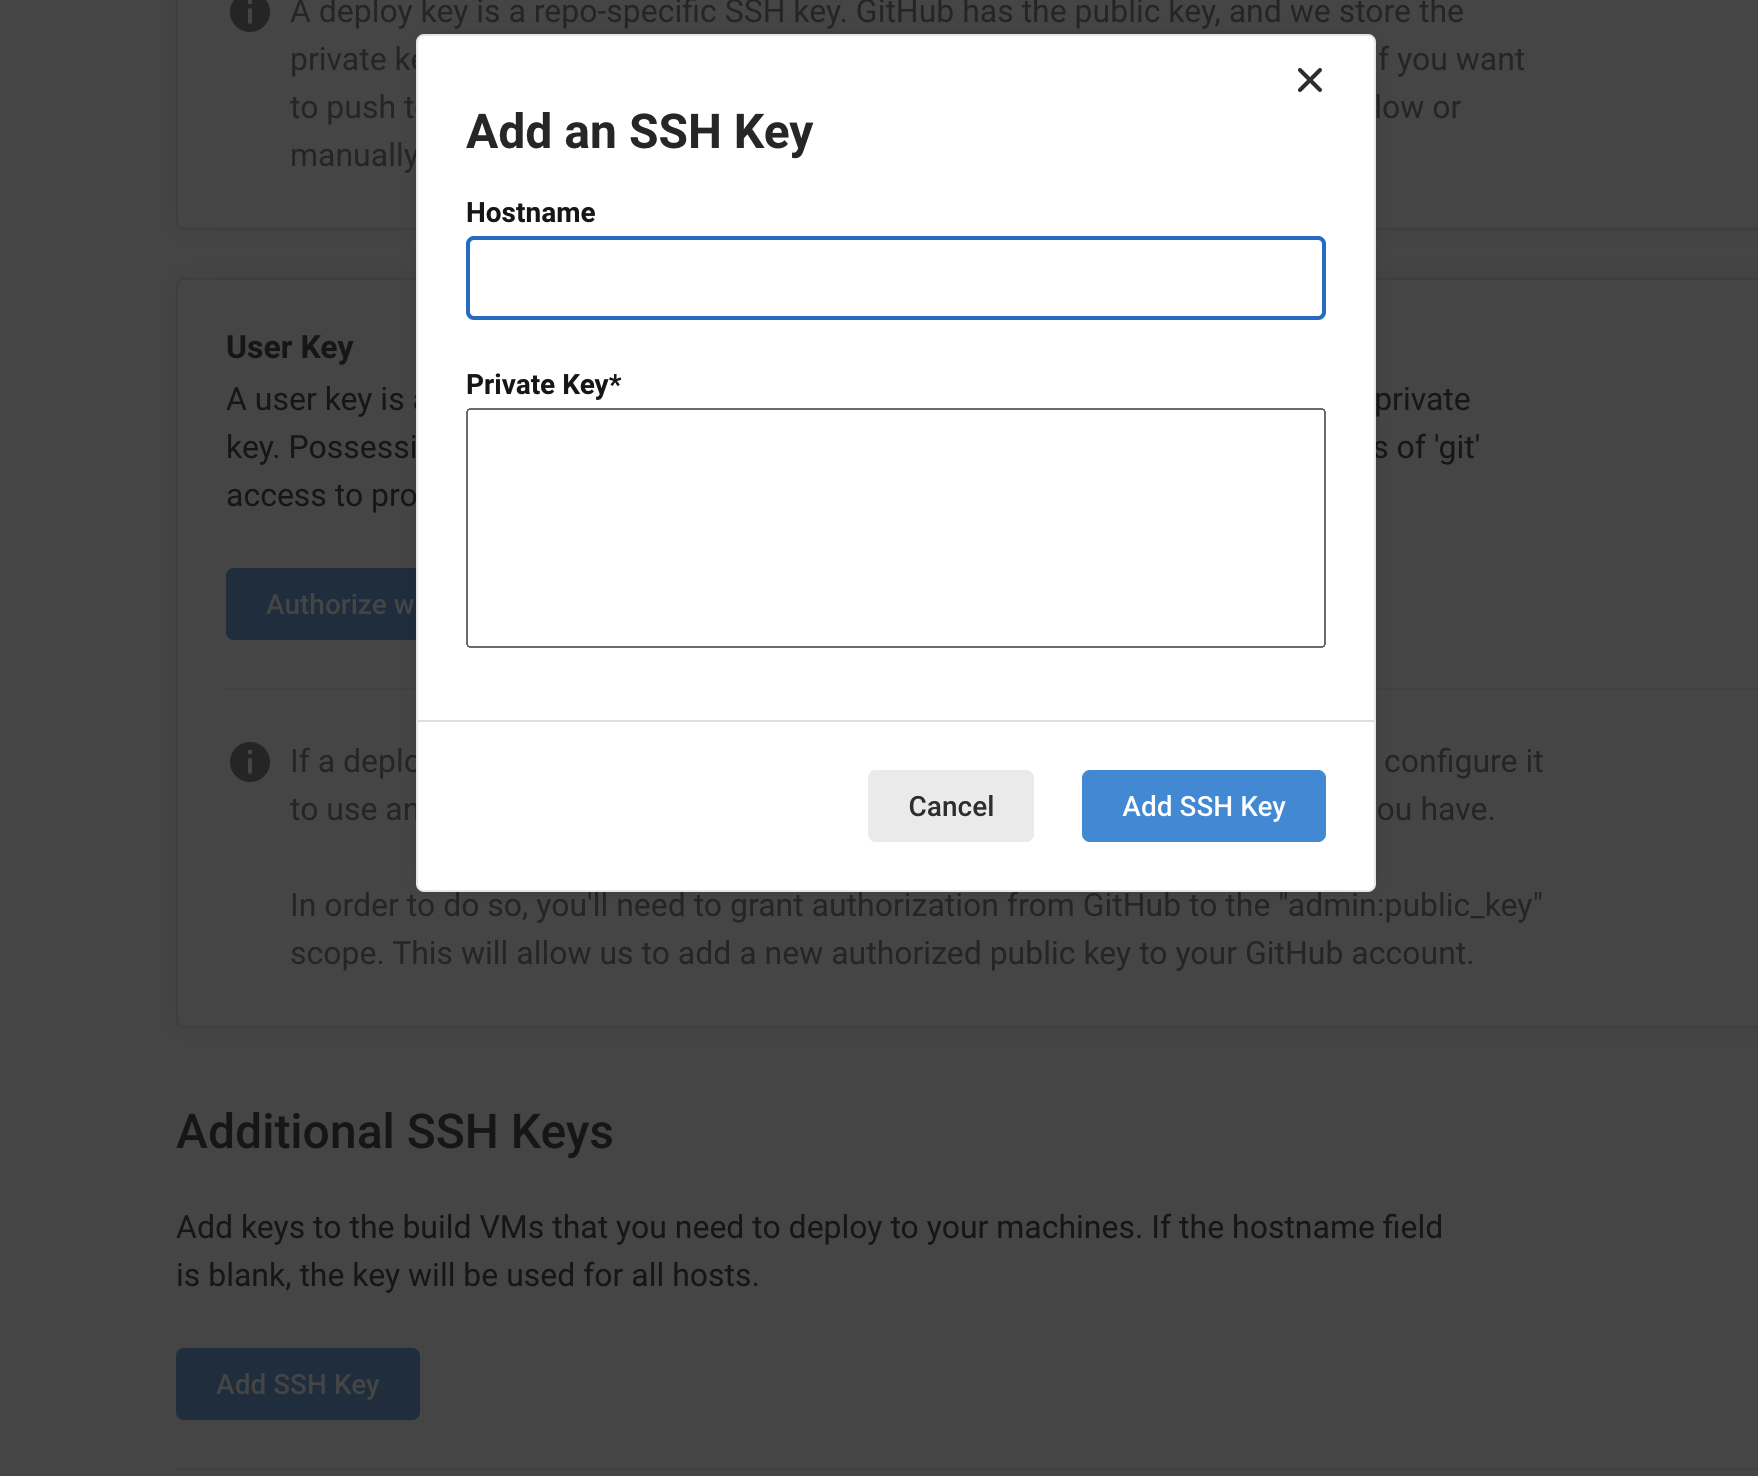 A deploy key is a repo-specific SSH key. GitHub has the public key, and we store the
private k f you want
to push t low or
manually
Add an SSH Key
Hostname
User Key
Private Key*
A user key is private
key. Possessi s of 'git'
access to pro
Authorize w
If a deplo configure it
to use an ou have.
Cancel
Add SSH Key
In order to do so, you'll need to grant authorization from GitHub to the "admin:public_key"
scope. This will allow us to add a new authorized public key to your GitHub account.
Additional SSH Keys
Add keys to the build VMs that you need to deploy to your machines. If the hostname field
is blank, the key will be used for all hosts.
Add SSH Key